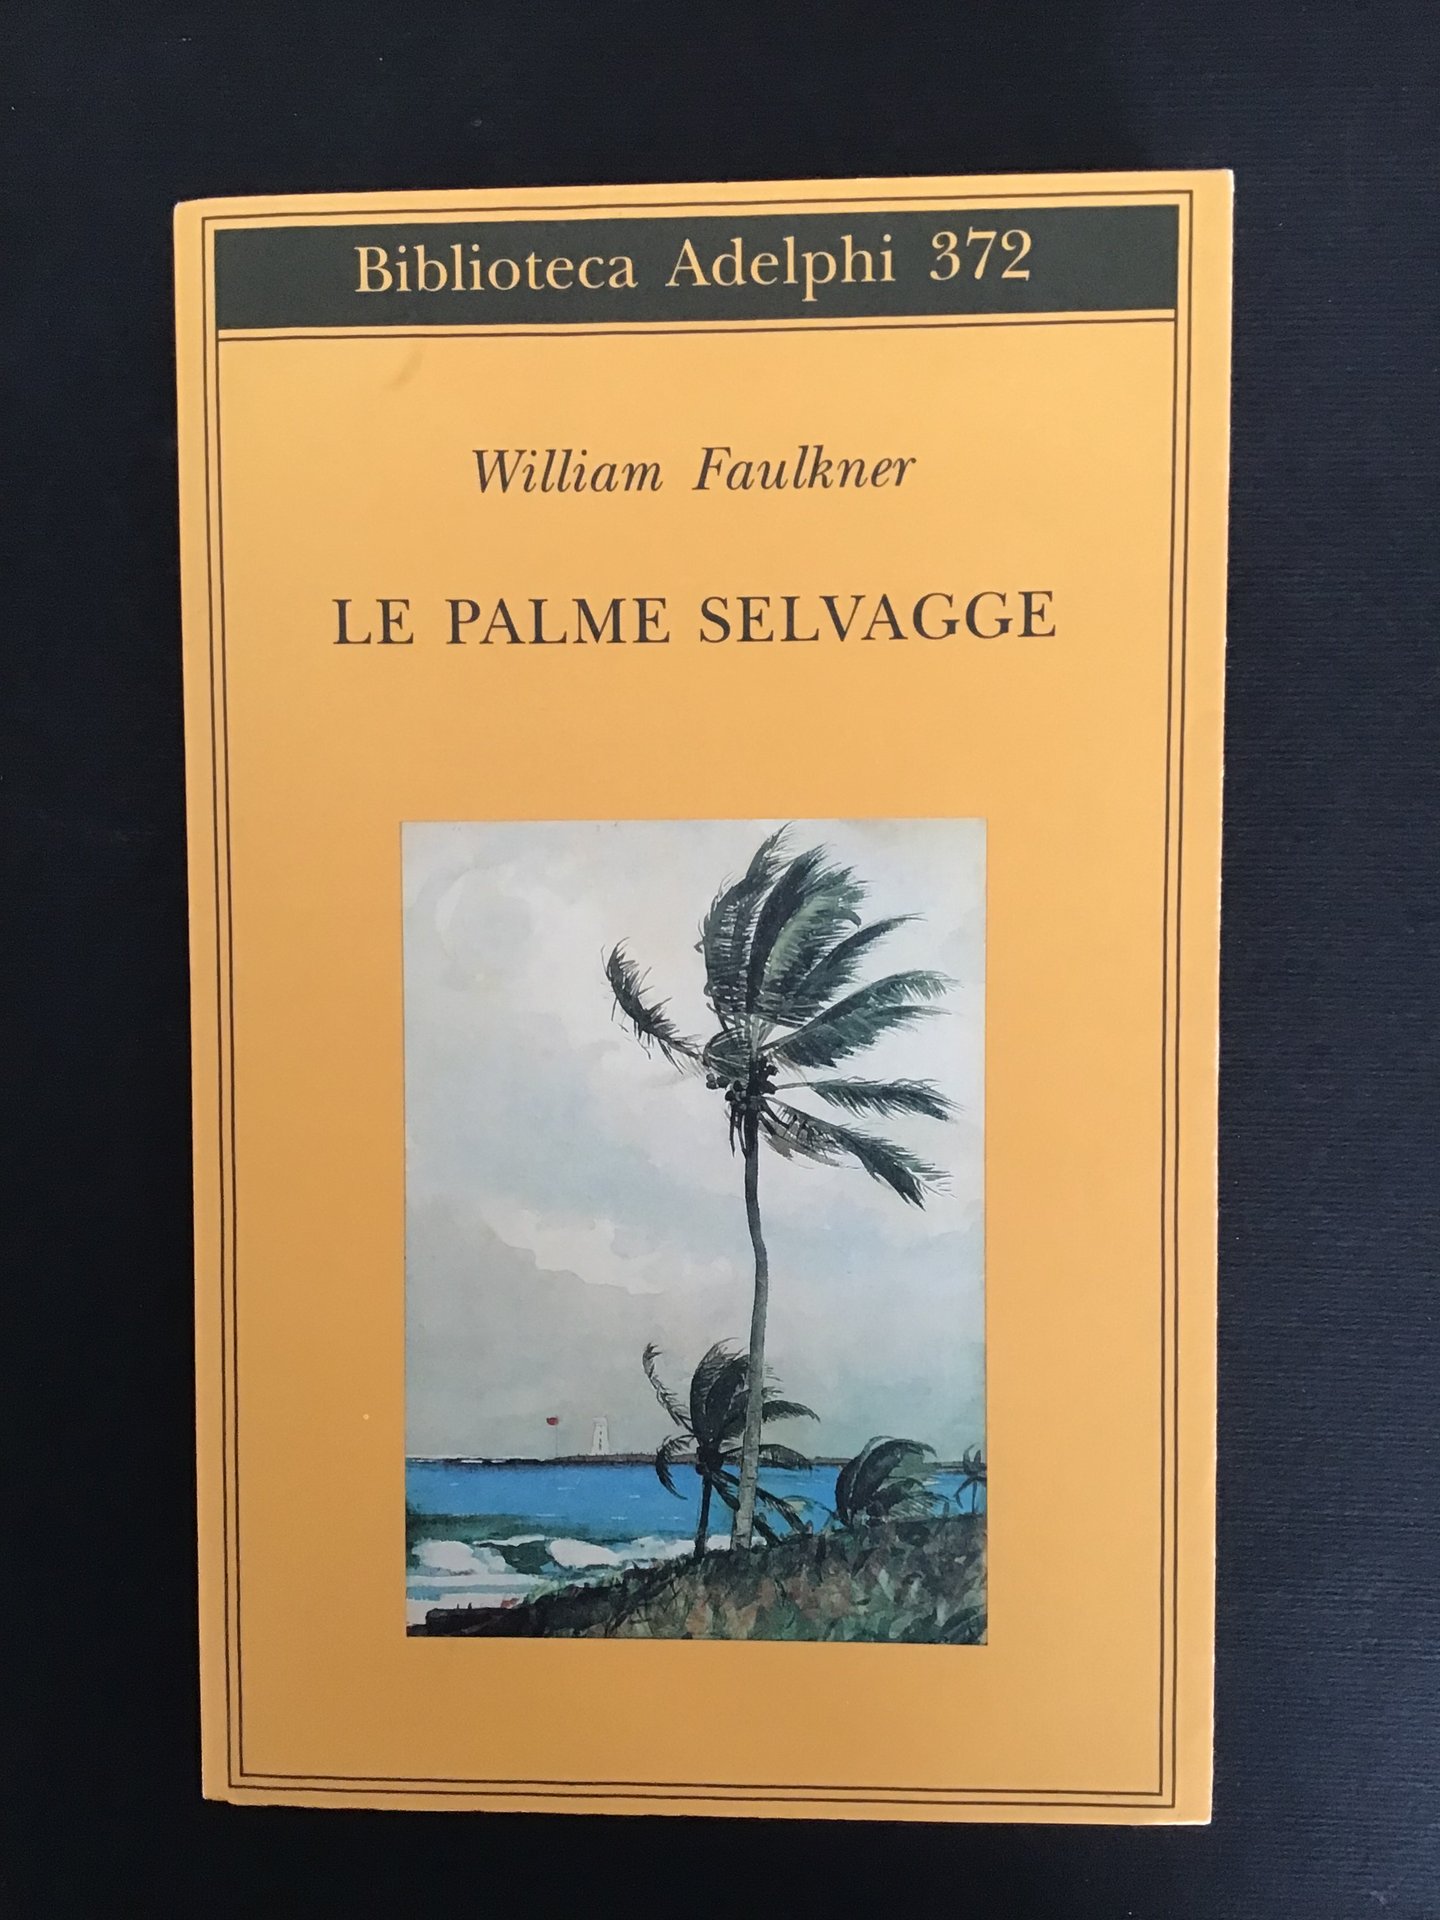 Biblioteca Adelphi 372
William Faulkner
LE PALME SELVAGGE